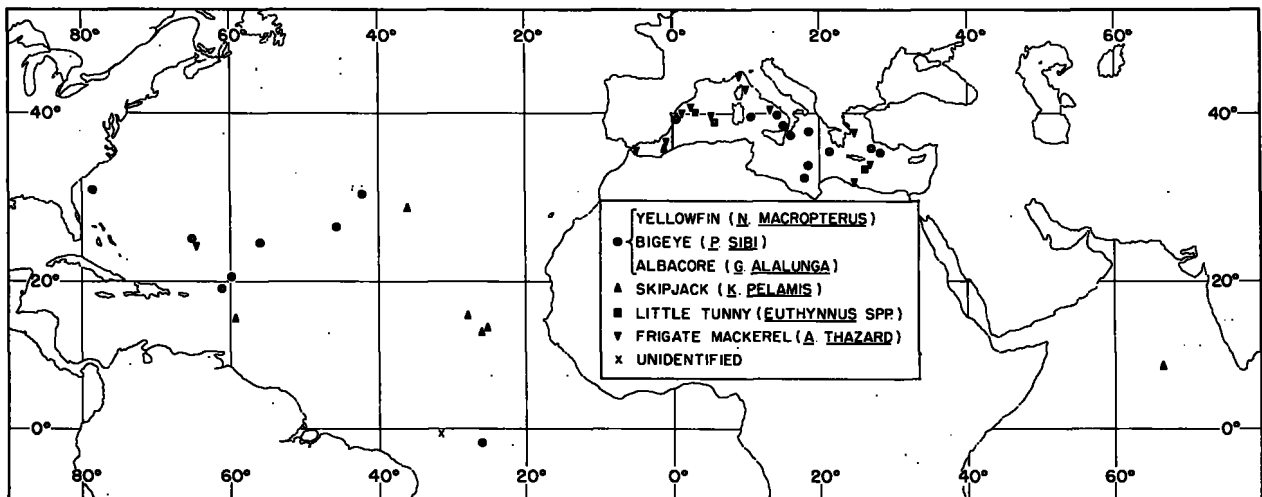 80° 60° 40° 0° 20° 40° 60°
40° 40°
YELLOWFIN (N. MACROPTERUS)
BIGEYE (P. SIBI)
ALBACORE (G. ALALUNGA)
20° 20°
SKIPJACK (K. PELAMIS)
LITTLE TUNNY (EUTHYNNUS SPP.)
FRIGATE MACKEREL (A. THAZARD)
x UNIDENTIFIED
0° 0°
80° 60° 40° 20° 0° 20° 40° 60°